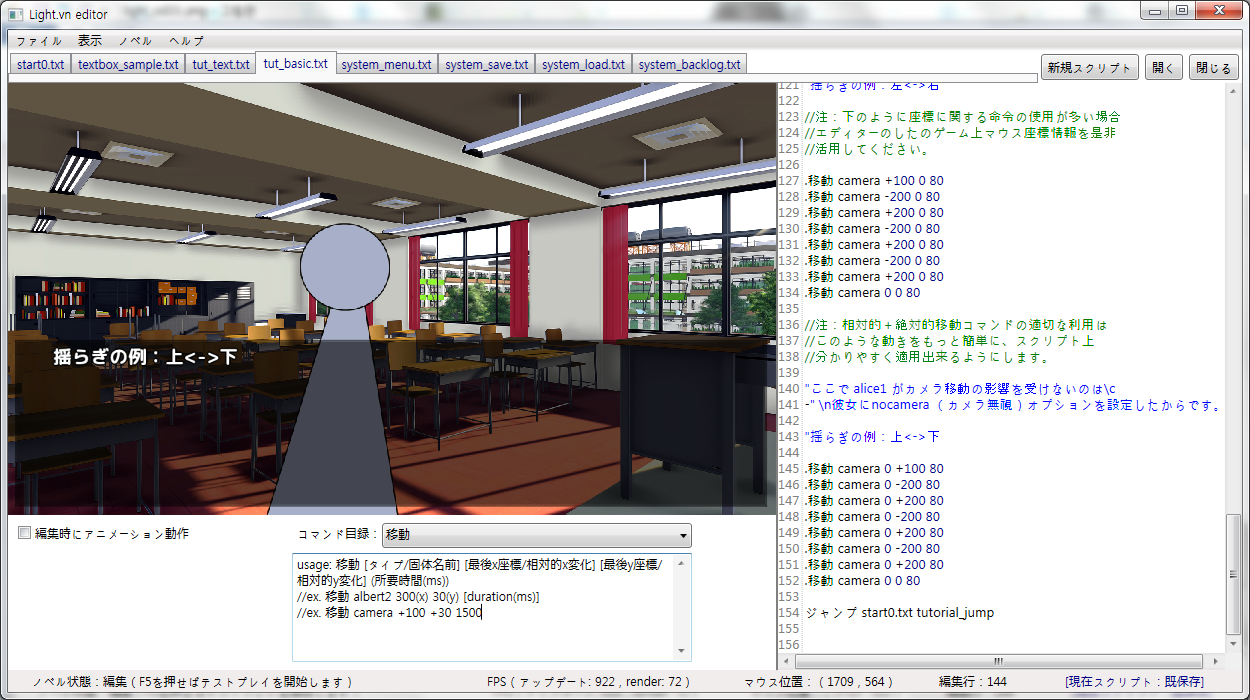 Light.vn editor
ファイル 表示 ノベル ヘルプ
start0.txt textbox_sample.txt tut_text.txt tut_basic.txt system_menu.txt system_save.txt system_load.txt system_backlog.txt
新規スクリプト 開く 閉じる
揺らぎの例：上<->下
121 "揺らぎの例：左<->右
122
123 //注：下のように座標に関する命令の使用が多い場合
124 //エディターのしたのゲーム上マウス座標情報を是非
125 //活用してください。
126
127 .移動 camera +100 0 80
128 .移動 camera -200 0 80
129 .移動 camera +200 0 80
130 .移動 camera -200 0 80
131 .移動 camera +200 0 80
132 .移動 camera -200 0 80
133 .移動 camera +200 0 80
134 .移動 camera 0 0 80
135
136 //注：相対的＋絶対的移動コマンドの適切な利用は
137 //このような動きをもっと簡単に、スクリプト上
138 //分かりやすく適用出来るようにします。
139
140 "ここで alice1 がカメラ移動の影響を受けないのは\c
141 -" \n彼女にnocamera （カメラ無視）オプションを設定したからです。
142
143 "揺らぎの例：上<->下
144
145 .移動 camera 0 +100 80
146 .移動 camera 0 -200 80
147 .移動 camera 0 +200 80
148 .移動 camera 0 -200 80
149 .移動 camera 0 +200 80
150 .移動 camera 0 -200 80
151 .移動 camera 0 +200 80
152 .移動 camera 0 0 80
153
154 ジャンプ start0.txt tutorial_jump
155
156
編集時にアニメーション動作
コマンド目録： 移動
usage: 移動 [タイプ/固体名前] [最後x座標/相対的x変化] [最後y座標/
相対的y変化] (所要時間(ms))
//ex. 移動 albert2 300(x) 30(y) [duration(ms)]
//ex. 移動 camera +100 +30 1500
ノベル状態：編集（F5を押せばテストプレイを開始します） FPS（アップデート: 922 , render: 72） マウス位置：（1709 , 564） 編集行：144 [現在スクリプト：既保存]